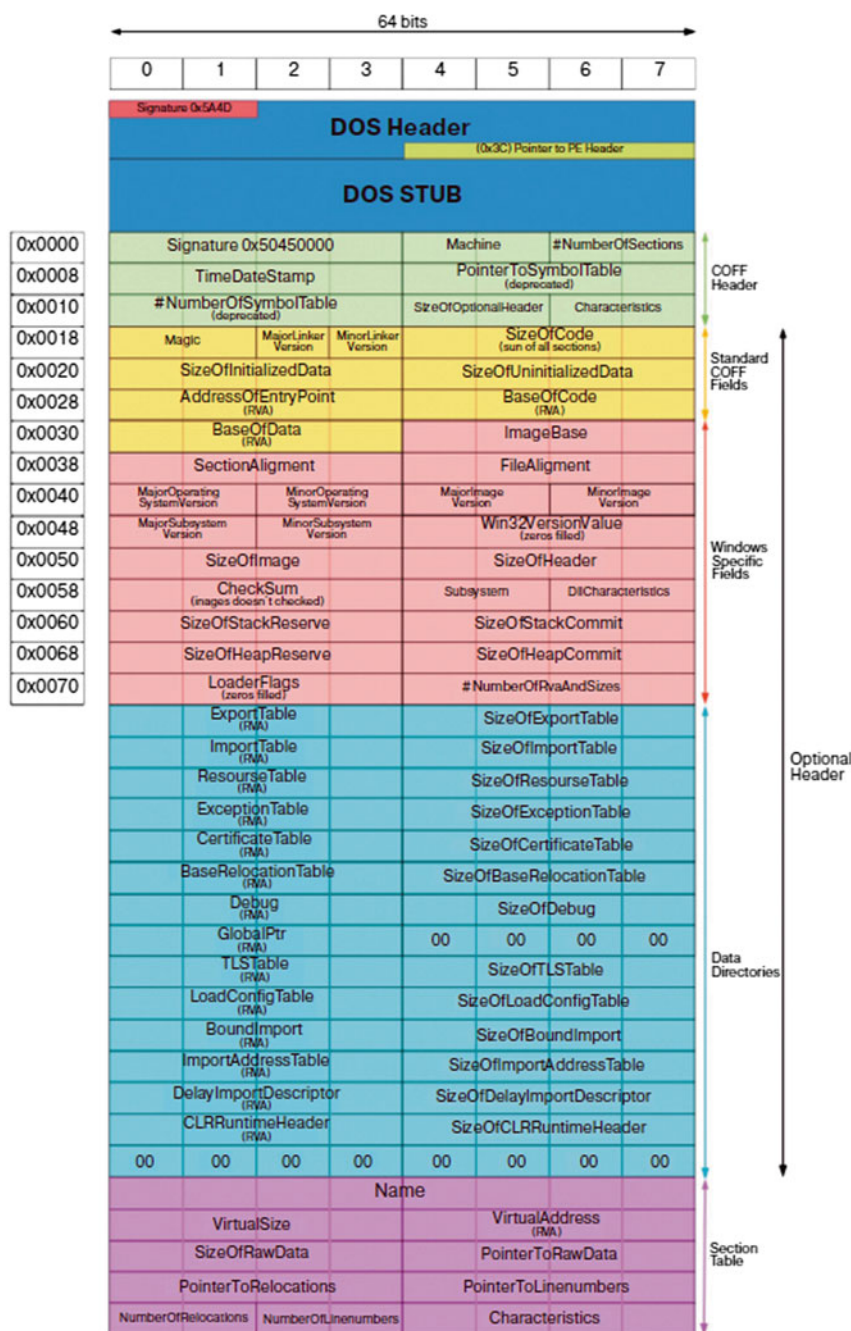 64 bits
0 1 2 3 4 5 6 7
Signature 0x5A4D
DOS Header
(0x3C) Pointer to PE Header
DOS STUB
0x0000 Signature 0x50450000 Machine #NumberOfSections
0x0008 TimeDateStamp PointerToSymbolTable
(deprecated)
0x0010 #NumberOfSymbolTable
(deprecated)
SizeOfOptionalHeader Characteristics
COFF
Header
0x0018 Magic MajorLinker
Version
MinorLinker
Version
SizeOfCode
(sun of all sections)
0x0020 SizeOfInitializedData SizeOfUninitializedData
0x0028 AddressOfEntryPoint
(RVA)
BaseOfCode
(RVA)
Standard
COFF
Fields
0x0030 BaseOfData
(RVA)
ImageBase
0x0038 SectionAligment FileAligment
0x0040 MajorOperating
SystemVersion
MinorOperating
SystemVersion
MajorImage
Version
MinorImage
Version
0x0048 MajorSubsystem
Version
MinorSubsystem
Version
Win32VersionValue
(zeros filled)
0x0050 SizeOfImage SizeOfHeader
0x0058 CheckSum
(inages doesn't checked)
Subsystem DllCharacteristics
0x0060 SizeOfStackReserve SizeOfStackCommit
0x0068 SizeOfHeapReserve SizeOfHeapCommit
0x0070 LoaderFlags
(zeros filled)
#NumberOfRvaAndSizes
Windows
Specific
Fields
ExportTable
(RVA)
SizeOfExportTable
ImportTable
(RVA)
SizeOfImportTable
ResourseTable
(RVA)
SizeOfResourseTable
ExceptionTable
(RVA)
SizeOfExceptionTable
CertificateTable
(RVA)
SizeOfCertificateTable
BaseRelocationTable
(RVA)
SizeOfBaseRelocationTable
Debug
(RVA)
SizeOfDebug
GlobalPtr
(RVA)
00 00 00 00
TLSTable
(RVA)
SizeOfTLSTable
LoadConfigTable
(RVA)
SizeOfLoadConfigTable
BoundImport
(RVA)
SizeOfBoundImport
ImportAddressTable
(RVA)
SizeOfImportAddressTable
DelayImportDescriptor
(RVA)
SizeOfDelayImportDescriptor
CLRRuntimeHeader
(RVA)
SizeOfCLRRuntimeHeader
00 00 00 00 00 00 00 00
Data
Directories
Optional
Header
Name
VirtualSize VirtualAddress
(RVA)
SizeOfRawData PointerToRawData
PointerToRelocations PointerToLinenumbers
NumberOfRelocations NumberOfLinenumbers Characteristics
Section
Table